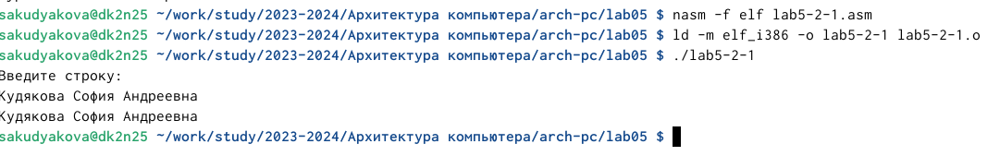 sakudyakova@dk2n25 ~/work/study/2023-2024/Архитектура компьютера/arch-pc/lab05 $ nasm -f elf lab5-2-1.asm
sakudyakova@dk2n25 ~/work/study/2023-2024/Архитектура компьютера/arch-pc/lab05 $ ld -m elf_i386 -o lab5-2-1 lab5-2-1.o
sakudyakova@dk2n25 ~/work/study/2023-2024/Архитектура компьютера/arch-pc/lab05 $ ./lab5-2-1
Введите строку:
Кудякова София Андреевна
Кудякова София Андреевна
sakudyakova@dk2n25 ~/work/study/2023-2024/Архитектура компьютера/arch-pc/lab05 $